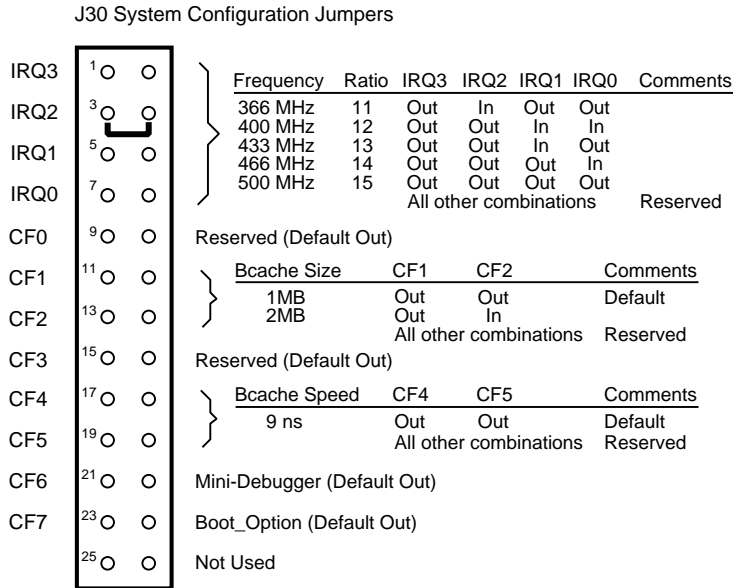 J30 System Configuration Jumpers
IRQ3 1
IRQ2 3
IRQ1 5
IRQ0 7
Frequency Ratio IRQ3 IRQ2 IRQ1 IRQ0 Comments
366 MHz 11 Out In Out Out
400 MHz 12 Out Out In In
433 MHz 13 Out Out In Out
466 MHz 14 Out Out Out In
500 MHz 15 Out Out Out Out
All other combinations Reserved
CF0 9 Reserved (Default Out)
CF1 11
CF2 13
Bcache Size CF1 CF2 Comments
1MB Out Out Default
2MB Out In
All other combinations Reserved
CF3 15 Reserved (Default Out)
CF4 17
CF5 19
Bcache Speed CF4 CF5 Comments
9 ns Out Out Default
All other combinations Reserved
CF6 21 Mini-Debugger (Default Out)
CF7 23 Boot_Option (Default Out)
25 Not Used